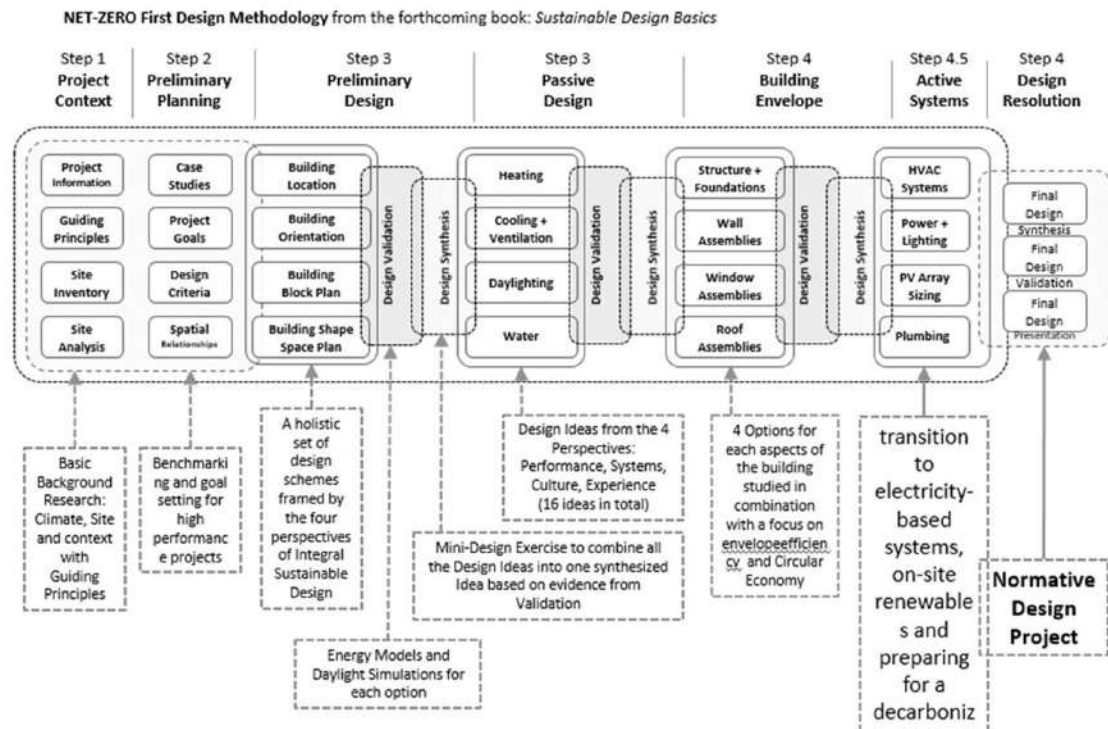 NET-ZERO First Design Methodology from the forthcoming book: Sustainable Design Basics
Step 1
Project
Context
Step 2
Preliminary
Planning
Step 3
Preliminary
Design
Step 3
Passive
Design
Step 4
Building
Envelope
Step 4.5
Active
Systems
Step 4
Design
Resolution
Project
Information
Guiding
Principles
Site
Inventory
Site
Analysis
Case
Studies
Project
Goals
Design
Criteria
Spatial
Relationships
Building
Location
Building
Orientation
Building
Block Plan
Building Shape
Space Plan
Design Validation
Design Synthesis
Heating
Cooling +
Ventilation
Daylighting
Water
Design Validation
Design Synthesis
Structure +
Foundations
Wall
Assemblies
Window
Assemblies
Roof
Assemblies
Design Validation
Design Synthesis
HVAC
Systems
Power +
Lighting
PV Array
Sizing
Plumbing
Final
Design
Synthesis
Final
Design
Validation
Final
Design
Presentation
Basic
Background
Research:
Climate, Site
and context
with
Guiding
Principles
Benchmarki
ng and goal
setting for
high
performanc
e projects
A holistic
set of
design
schemes
framed by
the four
perspectives
of Integral
Sustainable
Design
Energy Models and
Daylight Simulations for
each option
Mini-Design Exercise to combine all
the Design Ideas into one synthesized
Idea based on evidence from
Validation
Design Ideas from the 4
Perspectives:
Performance, Systems,
Culture, Experience
(16 ideas in total)
4 Options for
each aspects of
the building
studied in
combination
with a focus on
envelopeefficien
cy and Circular
Economy
transition
to
electricity-
based
systems,
on-site
renewable
s and
preparing
for a
decarboniz
Normative
Design
Project